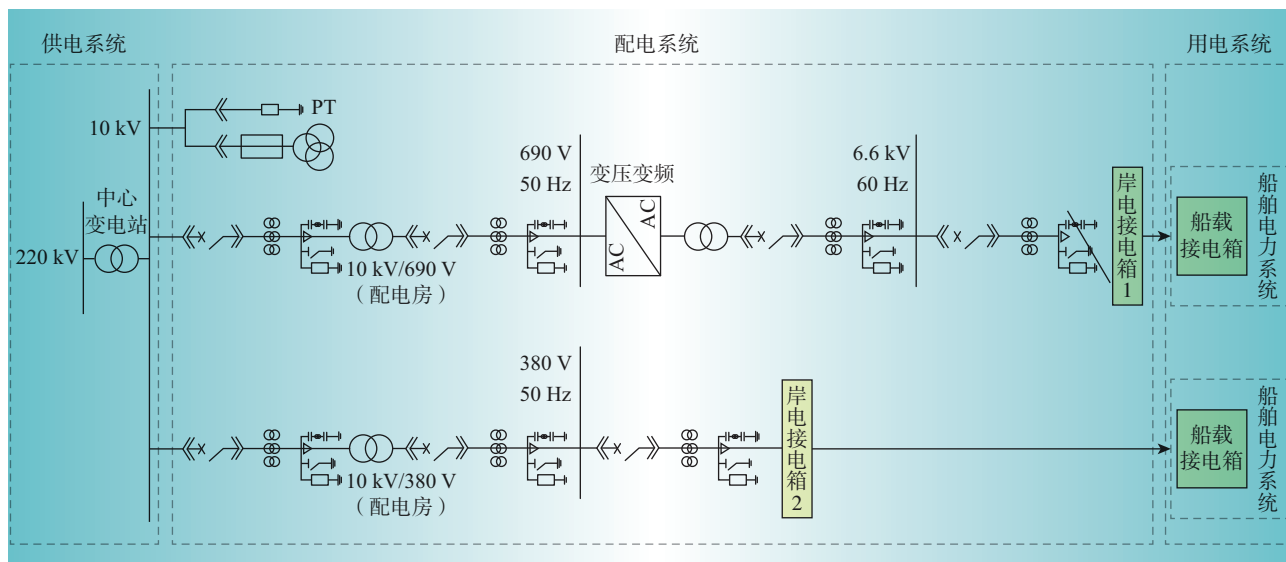 供电系统
配电系统
用电系统
10 kV
PT
中心
变电站
220 kV
690 V
50 Hz
变压变频
AC
AC
6.6 kV
60 Hz
10 kV/690 V
（配电房）
岸电接电箱1
船载
接电箱
船舶电力系统
380 V
50 Hz
10 kV/380 V
（配电房）
岸电接电箱2
船载
接电箱
船舶电力系统